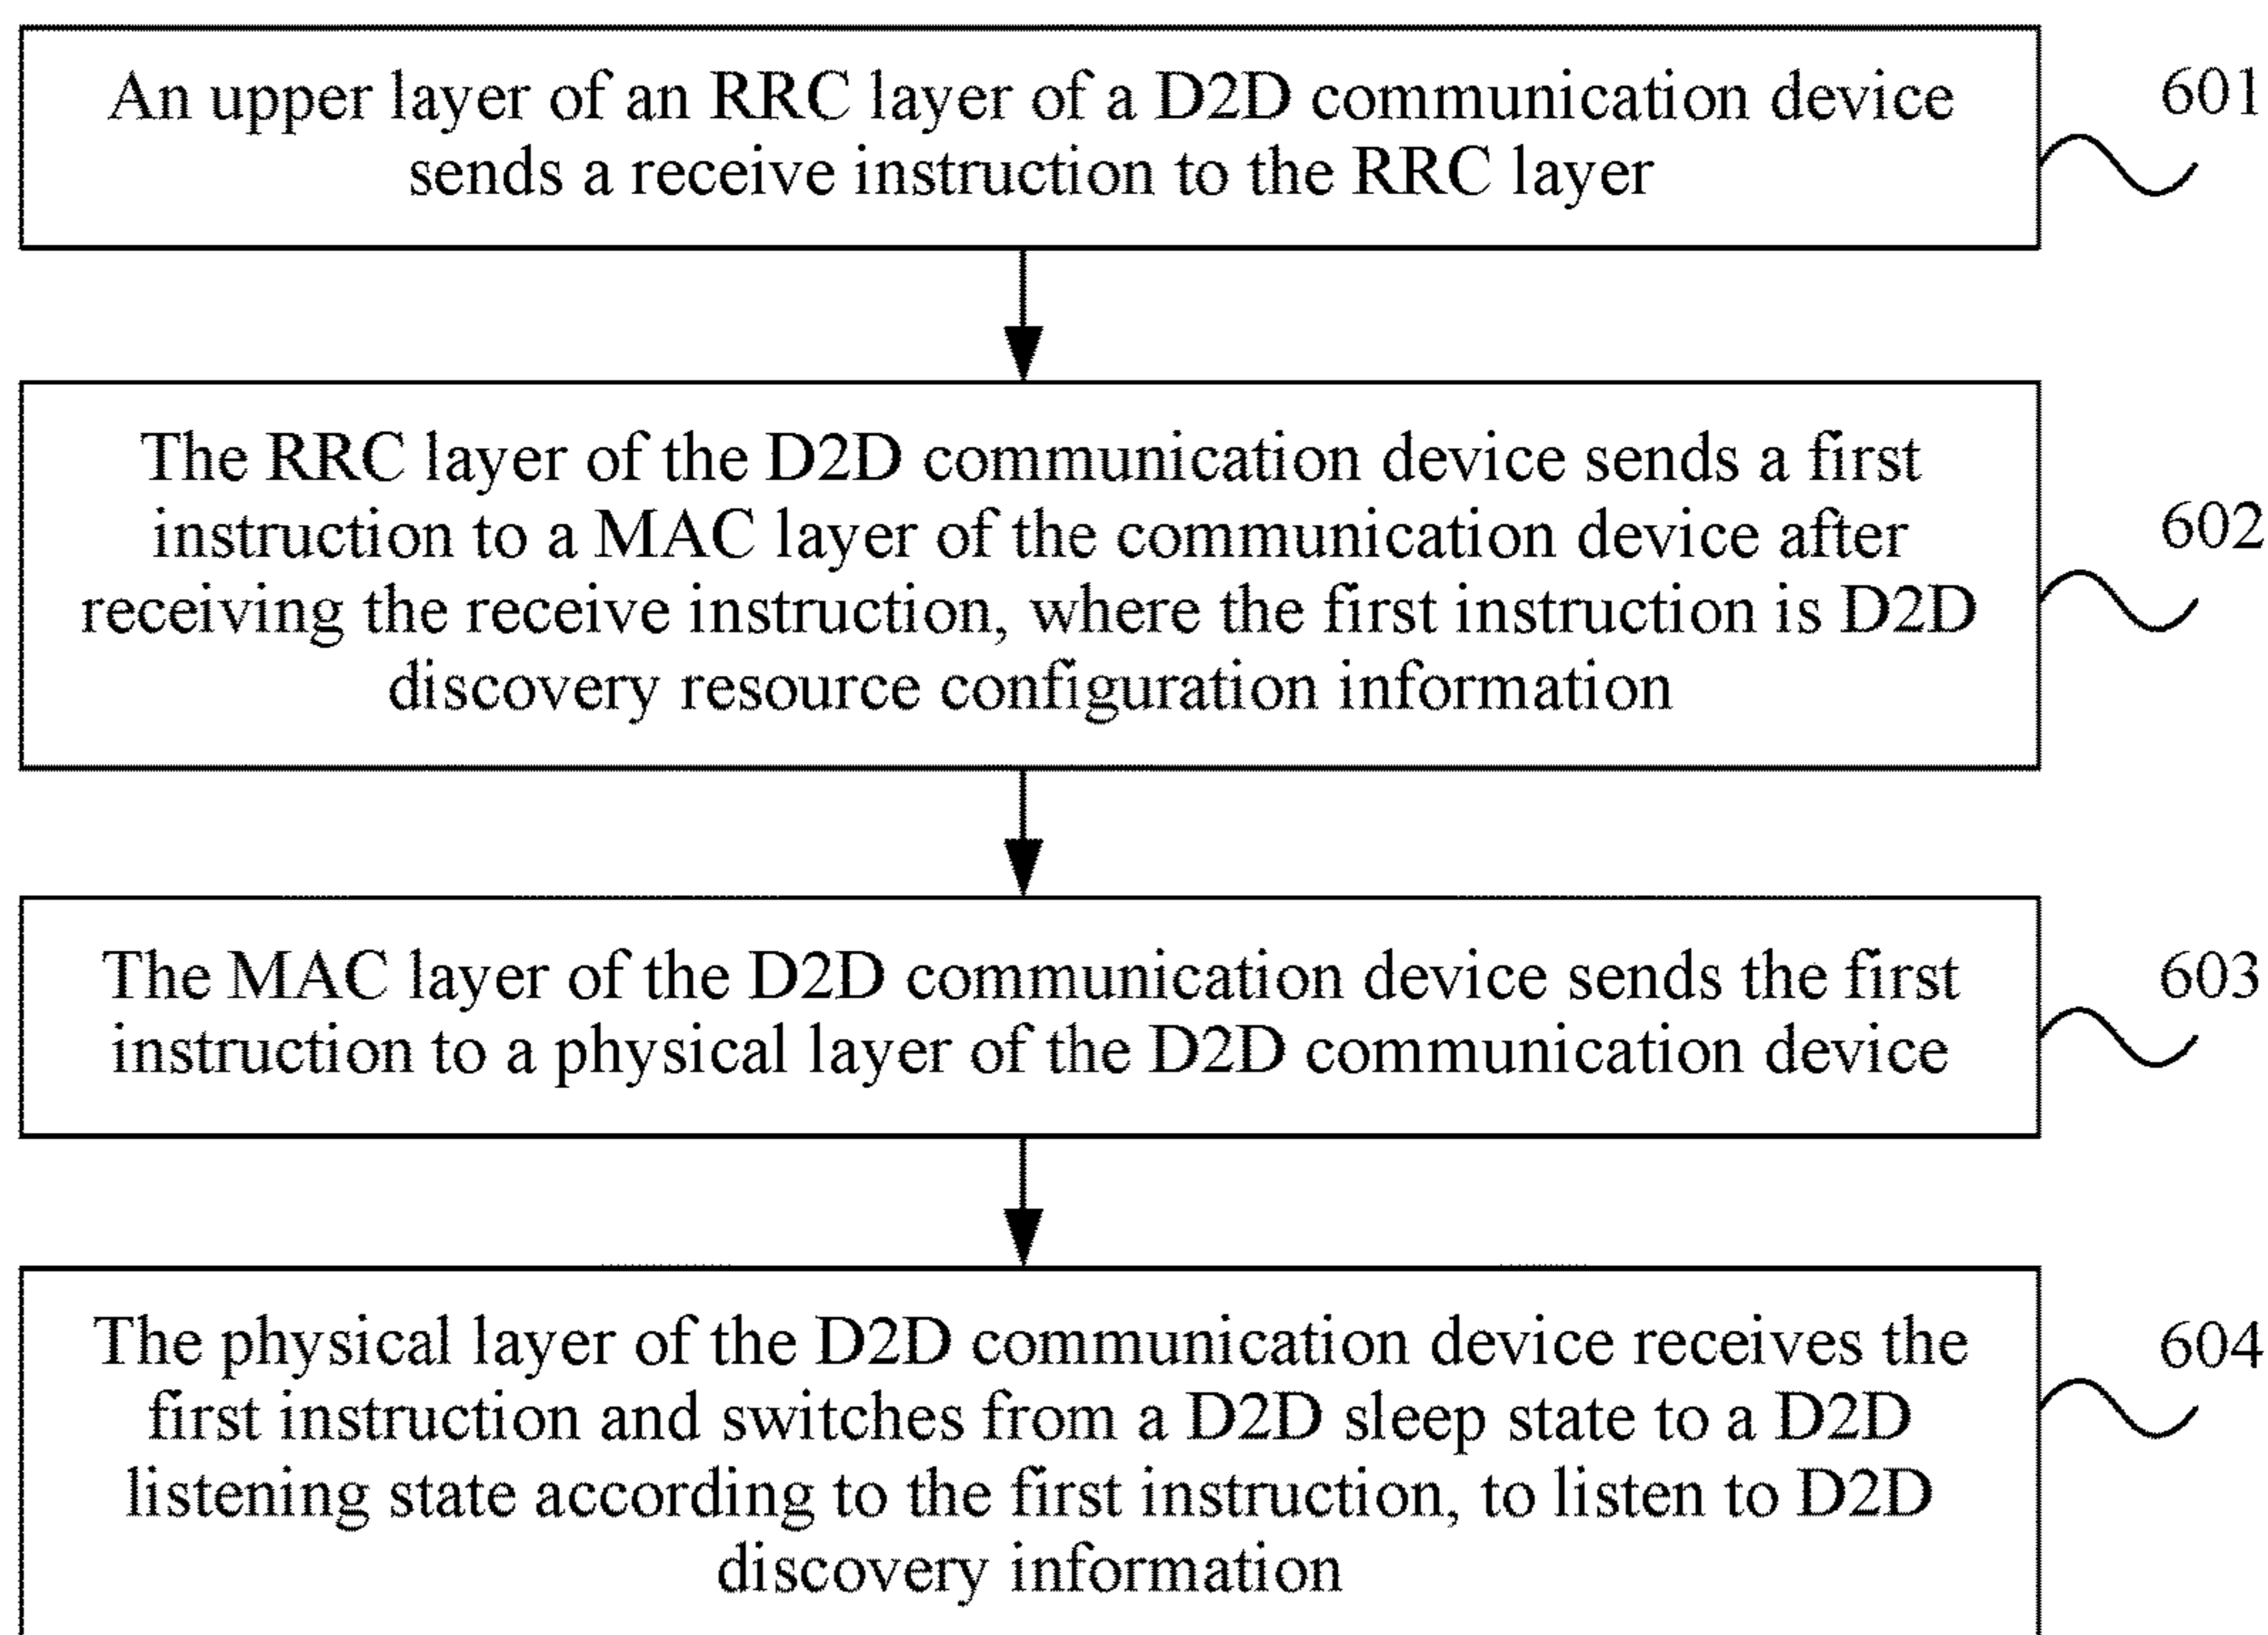 An upper layer of an RRC layer of a D2D communication device
sends a receive instruction to the RRC layer
601
The RRC layer of the D2D communication device sends a first
instruction to a MAC layer of the communication device after
receiving the receive instruction, where the first instruction is D2D
discovery resource configuration information
602
The MAC layer of the D2D communication device sends the first
instruction to a physical layer of the D2D communication device
603
The physical layer of the D2D communication device receives the
first instruction and switches from a D2D sleep state to a D2D
listening state according to the first instruction, to listen to D2D
discovery information
604